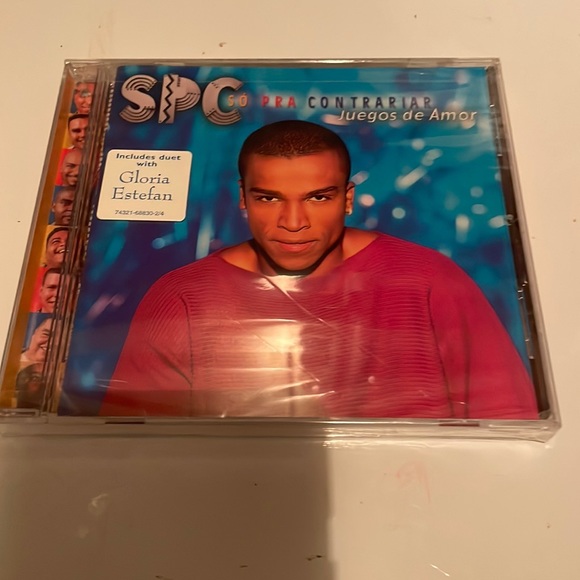 SPC
SÓ PRA CONTRARIAR
Juegos de Amor
Includes duet
with
Gloria
Estefan
74321-68830-2/4